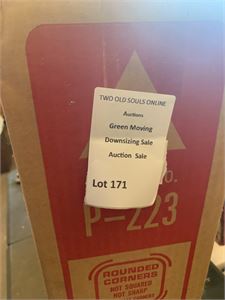 TWO OLD SOULS ONLINE
Auctions
Green Moving
Downsizing Sale
Auction Sale
Lot 171
O.
P-223
ROUNDED
CORNERS
NOT SQUARED
NOT SHARP
CORNERS